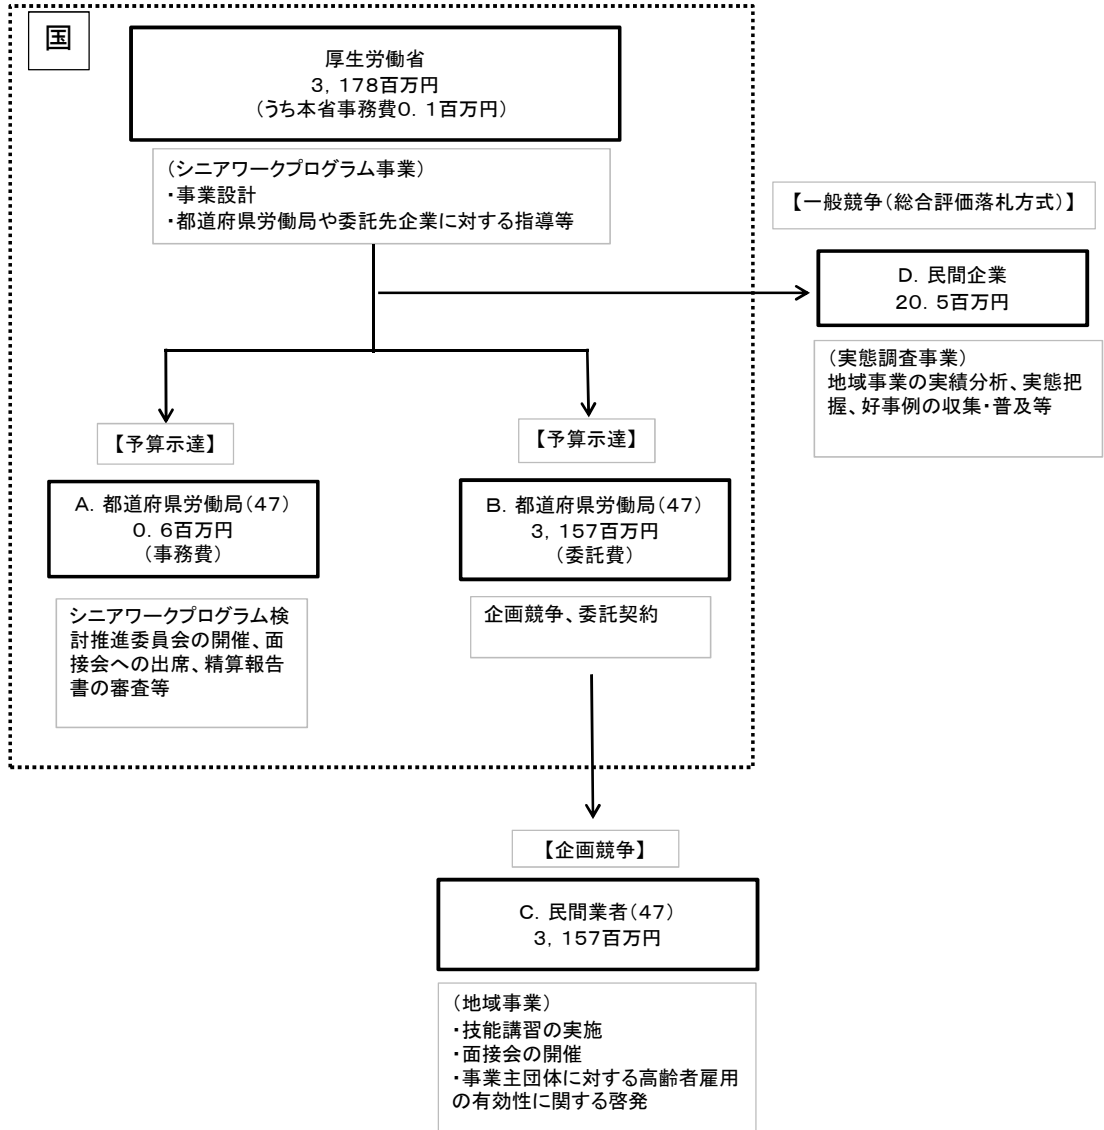 国
厚生労働省
3，178百万円
（うち本省事務費0．1百万円）
（シニアワークプログラム事業）
・事業設計
・都道府県労働局や委託先企業に対する指導等
【一般競争（総合評価落札方式）】
D．民間企業
20．5百万円
（実態調査事業）
地域事業の実績分析、実態把
握、好事例の収集・普及等
【予算示達】
A．都道府県労働局（47）
0．6百万円
（事務費）
シニアワークプログラム検
討推進委員会の開催、面
接会への出席、精算報告
書の審査等
【予算示達】
B．都道府県労働局（47）
3，157百万円
（委託費）
企画競争、委託契約
【企画競争】
C．民間業者（47）
3，157百万円
（地域事業）
・技能講習の実施
・面接会の開催
・事業主団体に対する高齢者雇用
の有効性に関する啓発